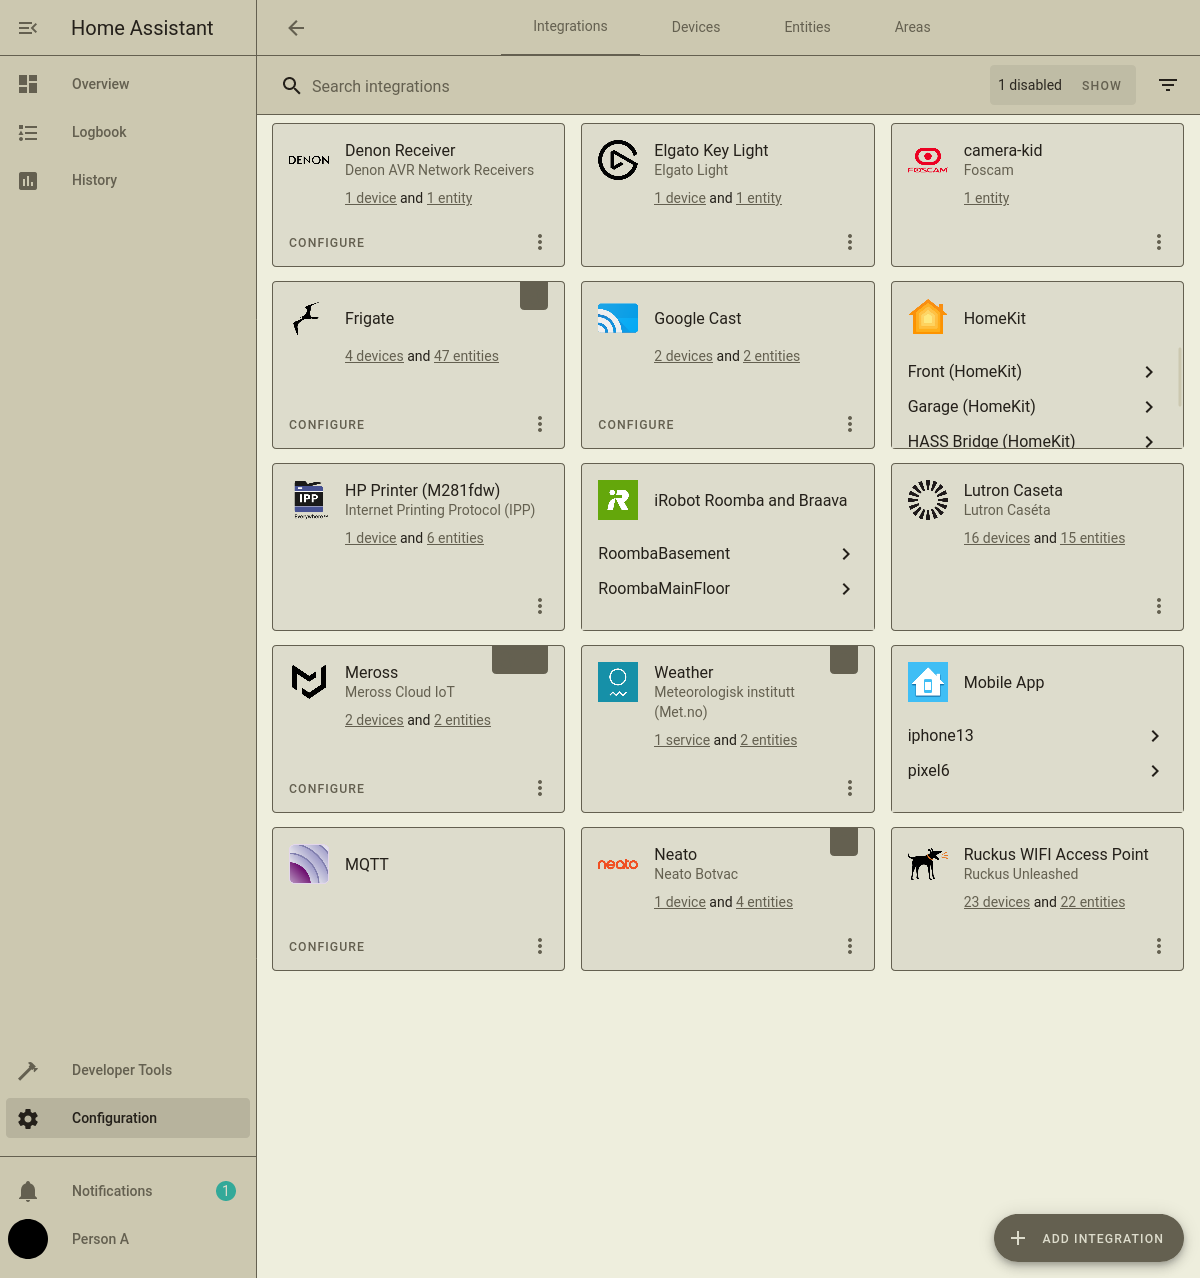 Home Assistant
Overview
Logbook
History
Developer Tools
Configuration
Notifications 1
Person A
Integrations Devices Entities Areas
Search integrations 1 disabled SHOW
DENON
Denon Receiver
Denon AVR Network Receivers
1 device and 1 entity
CONFIGURE
Elgato Key Light
Elgato Light
1 device and 1 entity
FOSCAM
camera-kid
Foscam
1 entity
Frigate
4 devices and 47 entities
CONFIGURE
Google Cast
2 devices and 2 entities
CONFIGURE
HomeKit
Front (HomeKit)
Garage (HomeKit)
HASS Bridge (HomeKit)
IPP
Everywhere
HP Printer (M281fdw)
Internet Printing Protocol (IPP)
1 device and 6 entities
iR
iRobot Roomba and Braava
RoombaBasement
RoombaMainFloor
Lutron Caseta
Lutron Caséta
16 devices and 15 entities
Meross
Meross Cloud IoT
2 devices and 2 entities
CONFIGURE
Weather
Meteorologisk institutt
(Met.no)
1 service and 2 entities
Mobile App
iphone13
pixel6
MQTT
CONFIGURE
neato
Neato
Neato Botvac
1 device and 4 entities
Ruckus WIFI Access Point
Ruckus Unleashed
23 devices and 22 entities
ADD INTEGRATION